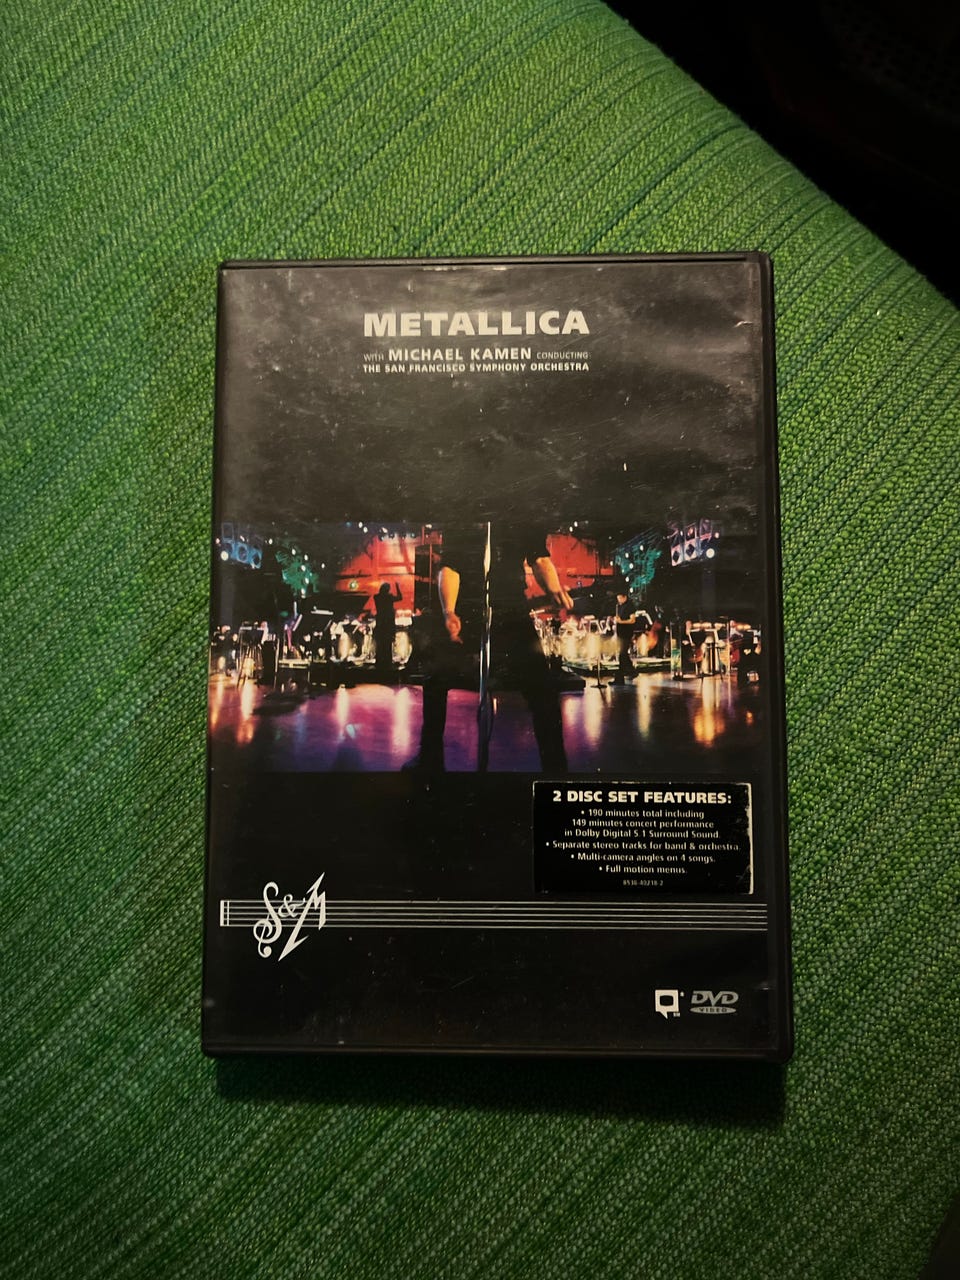 METALLICA
WITH MICHAEL KAMEN CONDUCTING
THE SAN FRANCISCO SYMPHONY ORCHESTRA
2 DISC SET FEATURES:
• 190 minutes total including
149 minutes concert performance
in Dolby Digital 5.1 Surround Sound.
• Separate stereo tracks for band & orchestra.
• Multi-camera angles on 4 songs.
• Full motion menus.
S&M
DVD
VIDEO